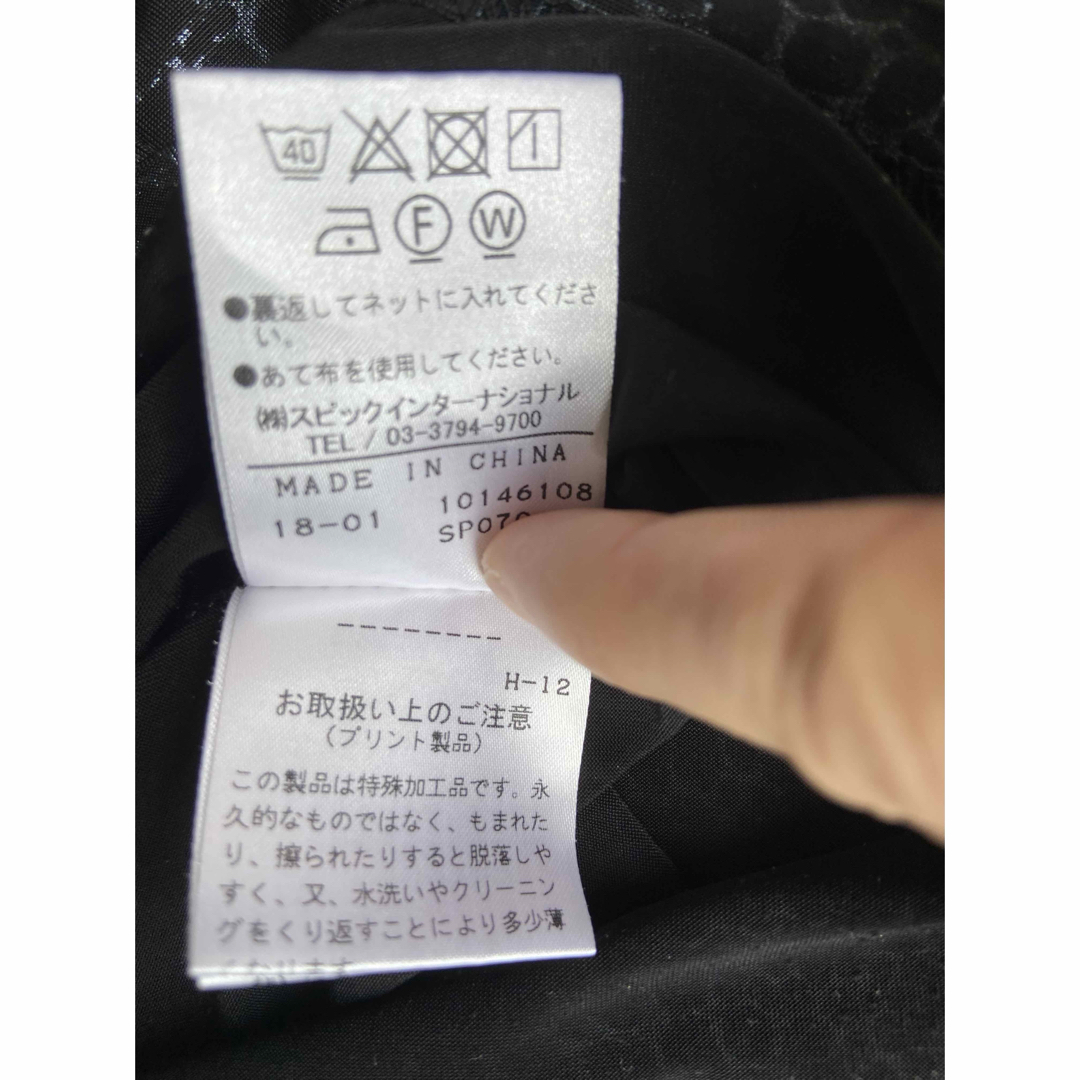 40
F W
●裏返してネットに入れてくださ
い。
●あて布を使用してください。
㈱スピックインターナショナル
TEL / 03-3794-9700
MADE IN CHINA
18-01 10146108
SP070
--------
H-12
お取扱い上のご注意
(プリント製品)
この製品は特殊加工品です。永
久的なものではなく、もまれた
り、擦られたりすると脱落しや
すく、又、水洗いやクリーニン
グをくり返すことにより多少薄
くなります